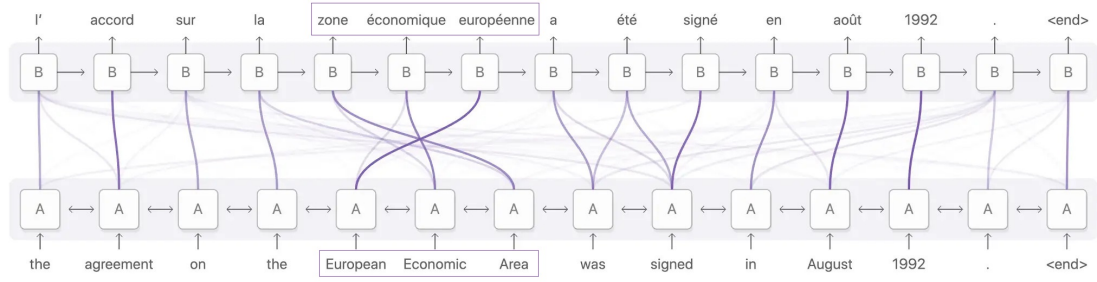 l’ accord sur la zone économique européenne a été signé en août 1992 . <end>
B B B B B B B B B B B B B B B
A A A A A A A A A A A A A A
the agreement on the European Economic Area was signed in August 1992 . <end>